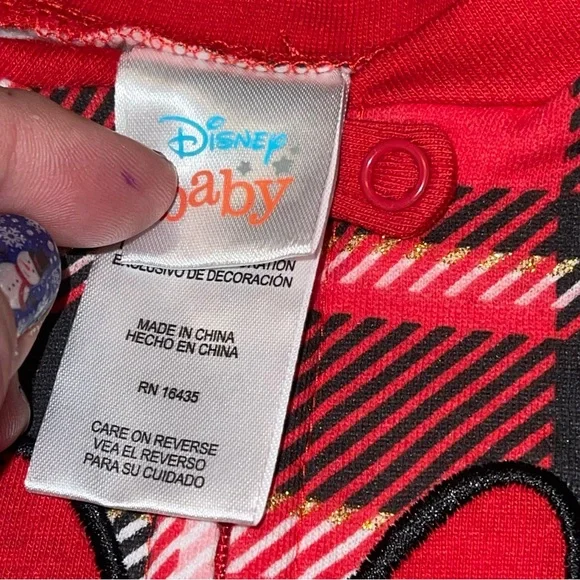 Disney
baby
EXCLUSIVO DE DECORACIÓN
MADE IN CHINA
HECHO EN CHINA
RN 16435
CARE ON REVERSE
VEA EL REVERSO
PARA SU CUIDADO